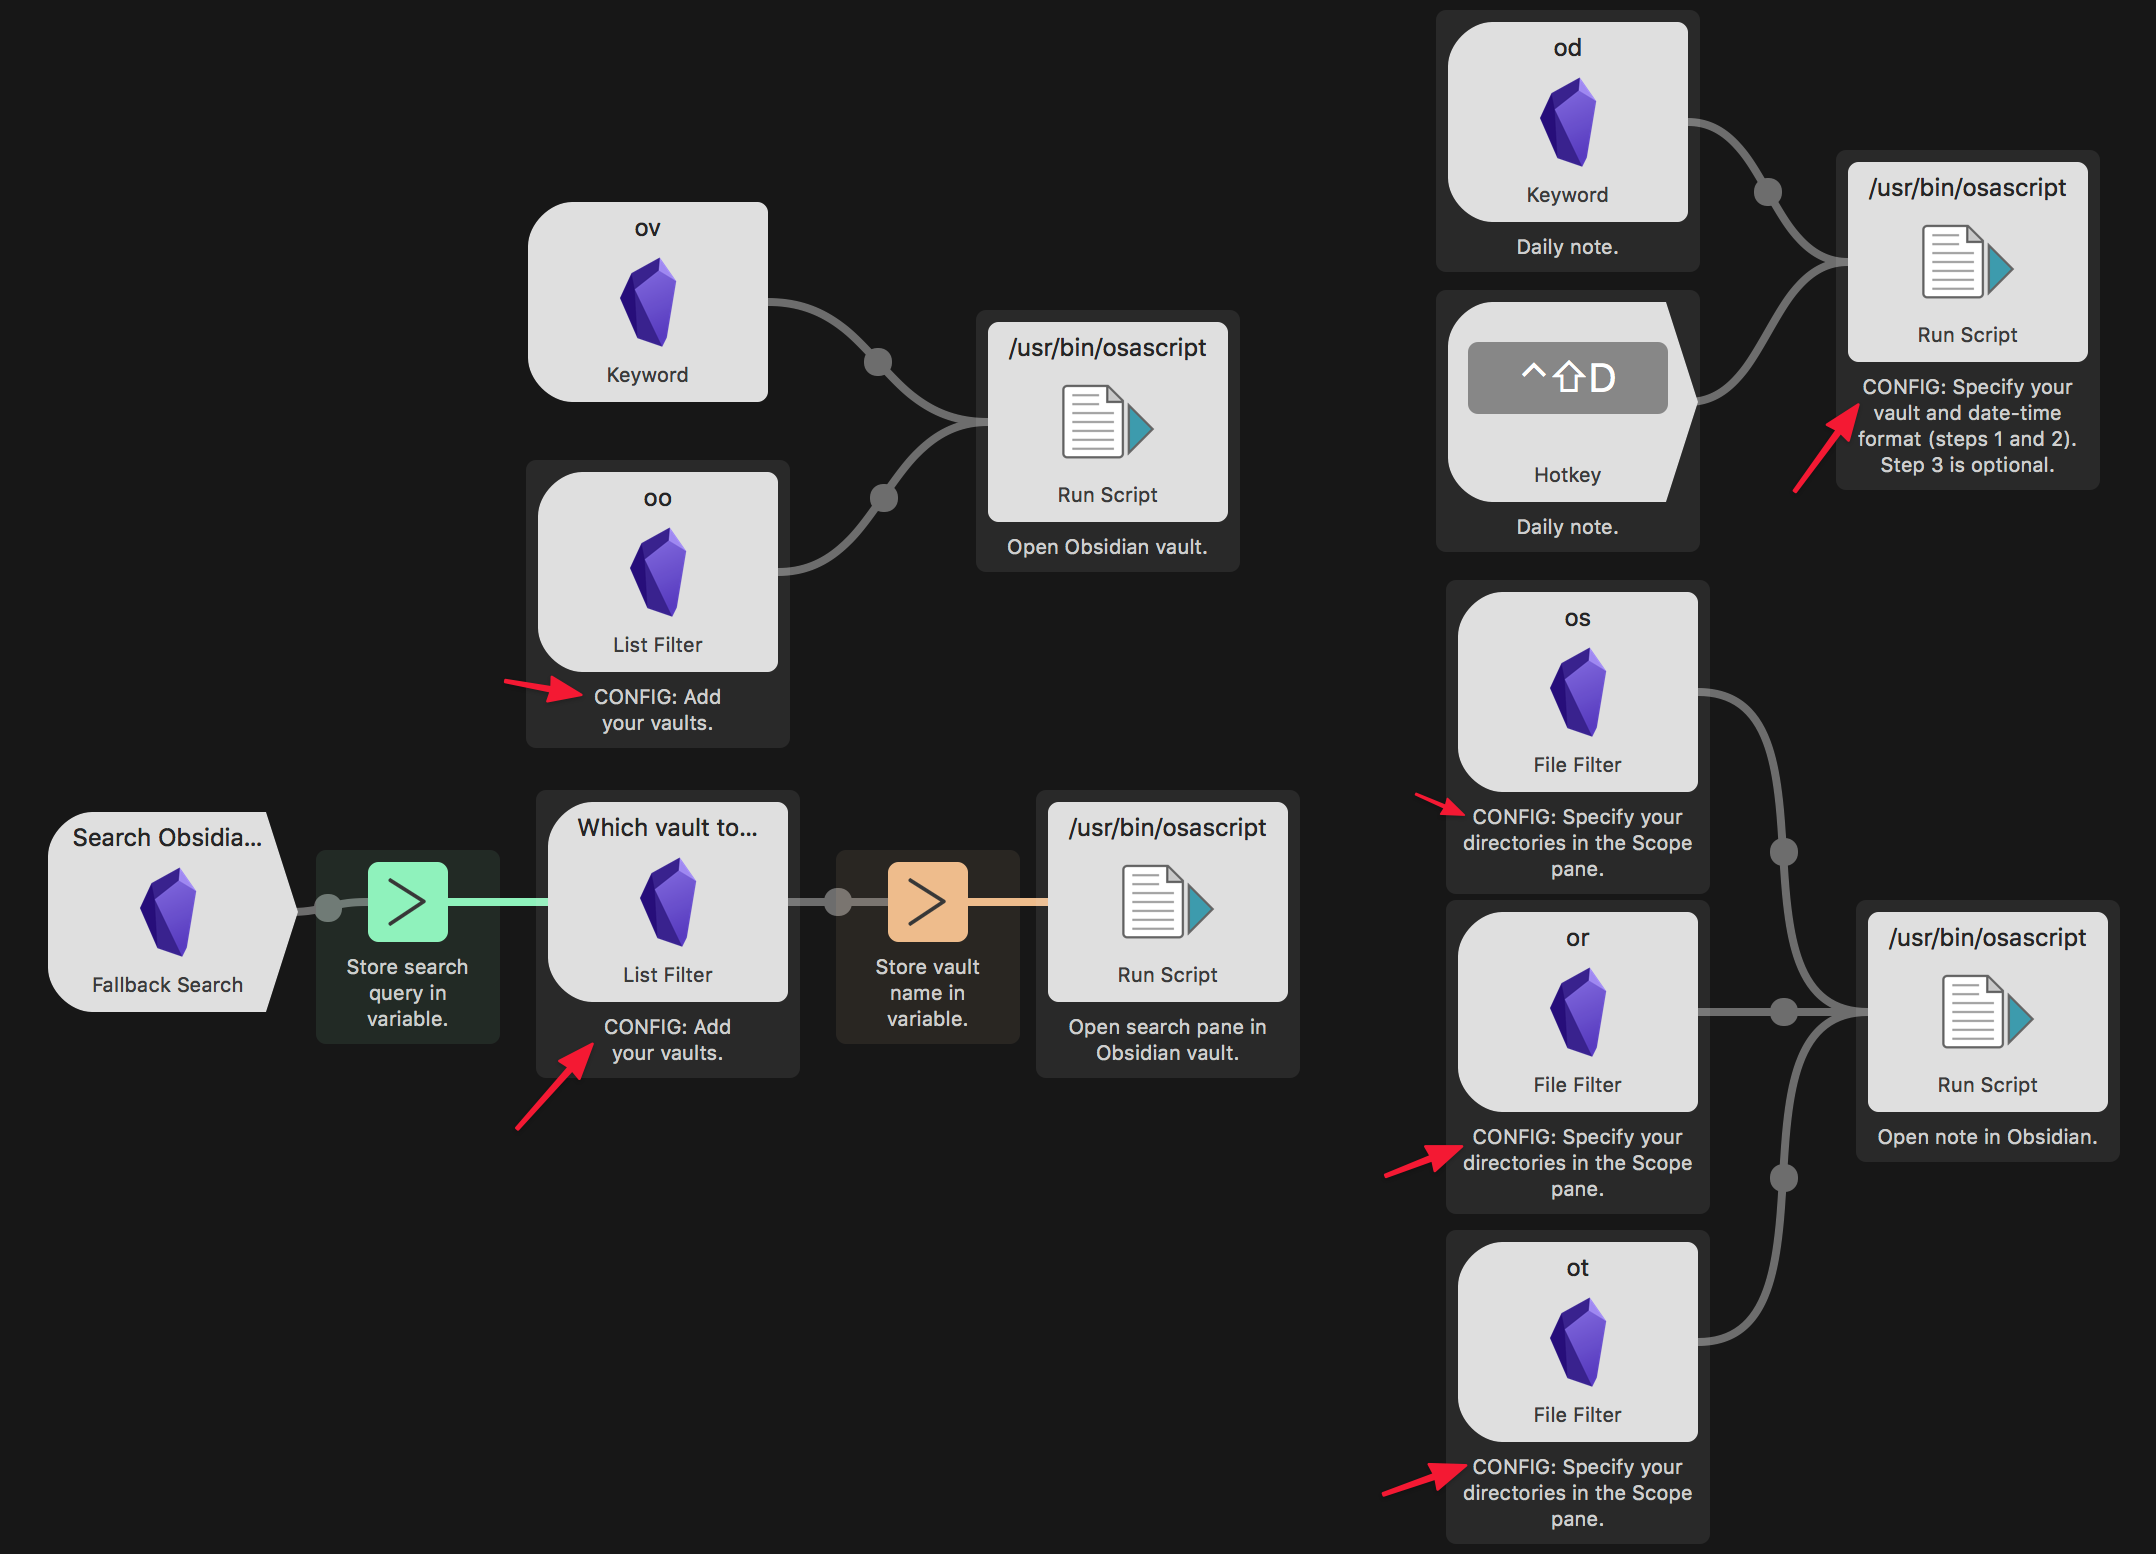 ov
Keyword
oo
List Filter
CONFIG: Add
your vaults.
/usr/bin/osascript
Run Script
Open Obsidian vault.
Search Obsidia...
Fallback Search
Store search
query in
variable.
Which vault to...
List Filter
CONFIG: Add
your vaults.
Store vault
name in
variable.
/usr/bin/osascript
Run Script
Open search pane in
Obsidian vault.
od
Keyword
Daily note.
^⇧D
Hotkey
Daily note.
/usr/bin/osascript
Run Script
CONFIG: Specify your
vault and date-time
format (steps 1 and 2).
Step 3 is optional.
os
File Filter
CONFIG: Specify your
directories in the Scope
pane.
or
File Filter
CONFIG: Specify your
directories in the Scope
pane.
ot
File Filter
CONFIG: Specify your
directories in the Scope
pane.
/usr/bin/osascript
Run Script
Open note in Obsidian.